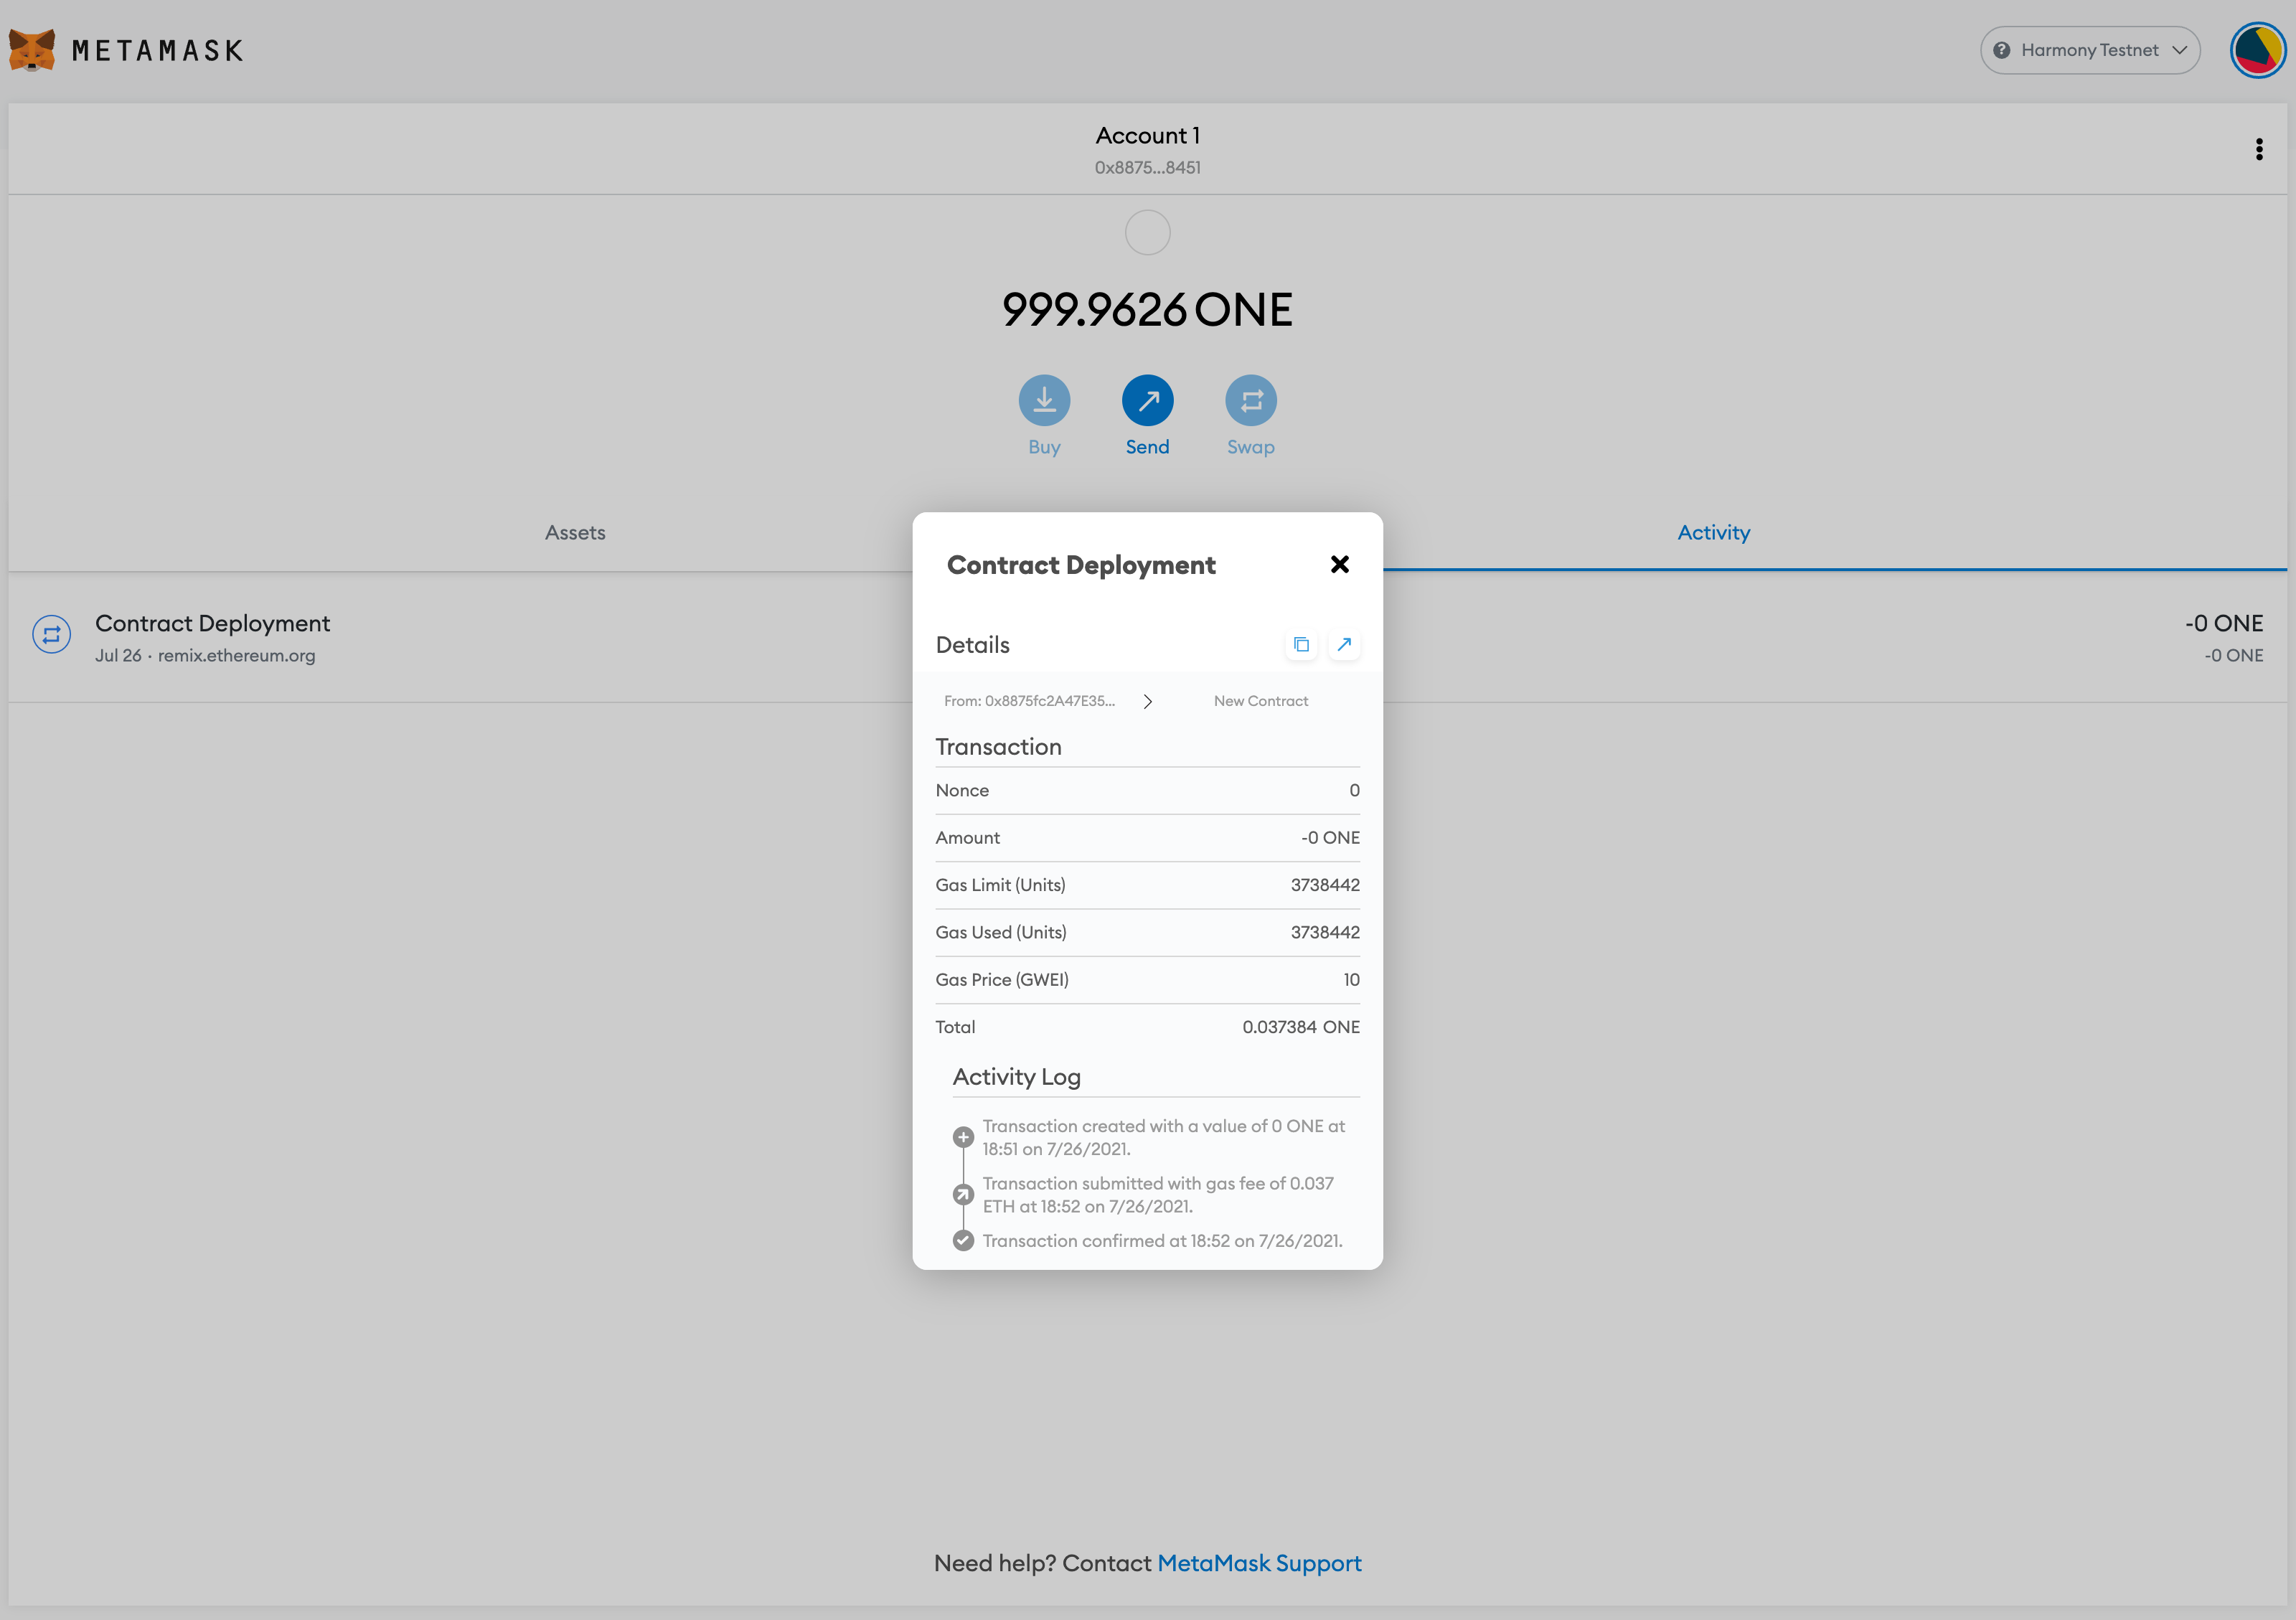 METAMASK
Harmony Testnet
Account 1
0x8875...8451
999.9626 ONE
Buy
Send
Swap
Assets
Activity
Contract Deployment
Jul 26 · remix.ethereum.org
-0 ONE
-0 ONE
Contract Deployment
Details
From: 0x8875fc2A47E35...
New Contract
Transaction
Nonce 0
Amount -0 ONE
Gas Limit (Units) 3738442
Gas Used (Units) 3738442
Gas Price (GWEI) 10
Total 0.037384 ONE
Activity Log
Transaction created with a value of 0 ONE at
18:51 on 7/26/2021.
Transaction submitted with gas fee of 0.037
ETH at 18:52 on 7/26/2021.
Transaction confirmed at 18:52 on 7/26/2021.
Need help? Contact MetaMask Support